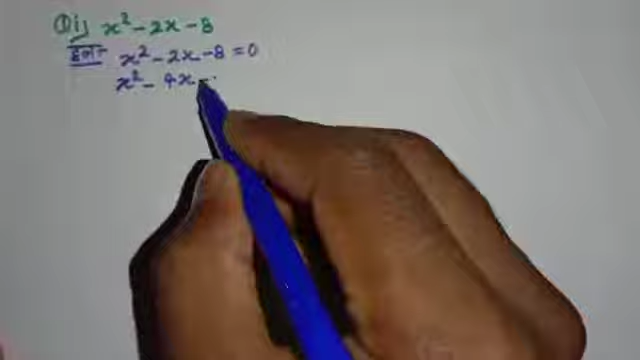 Q i) x² - 2x - 8
हल:- x² - 2x - 8 = 0
x² - 4x -